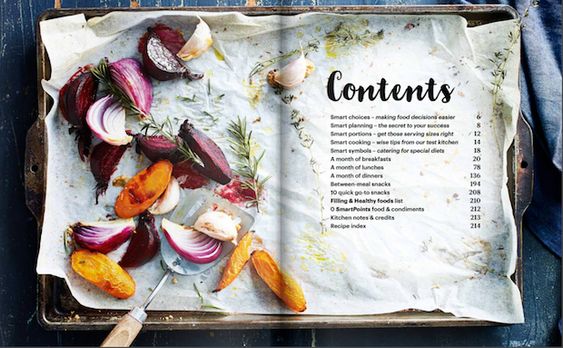 Contents
Smart choices – making food decisions easier 6
Smart planning – the secret to your success 8
Smart portions – get those serving sizes right 12
Smart cooking – wise tips from our test kitchen 14
Smart symbols – catering for special diets 18
A month of breakfasts 20
A month of lunches 78
A month of dinners 136
Between-meal snacks 194
10 quick go-to snacks 208
Filling & Healthy foods list 210
0 SmartPoints food & condiments 212
Kitchen notes & credits 213
Recipe index 214